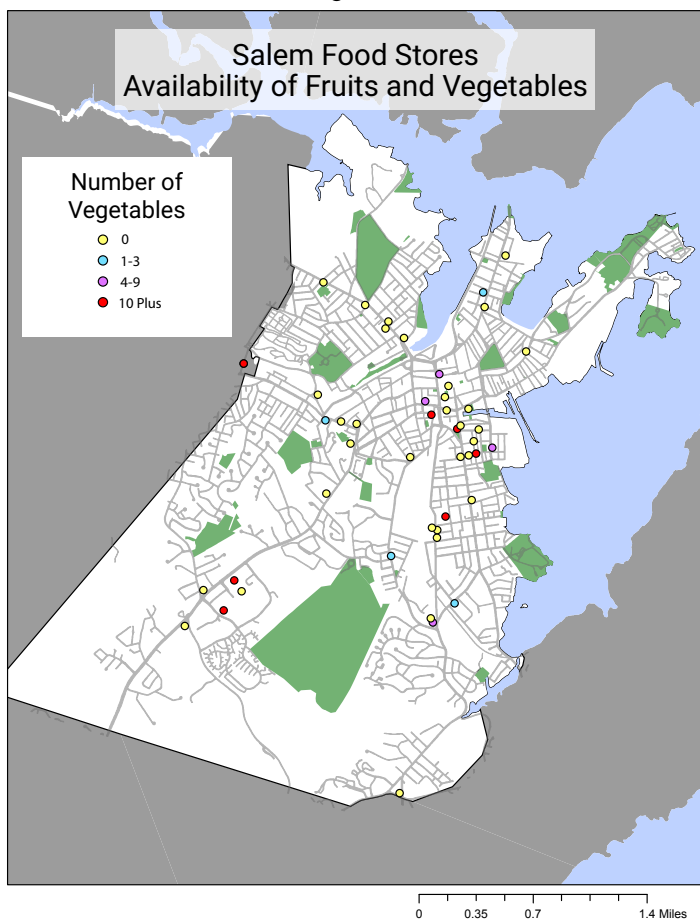 Salem Food Stores
Availability of Fruits and Vegetables
Number of
Vegetables
0
1-3
4-9
10 Plus
0 0.35 0.7 1.4 Miles